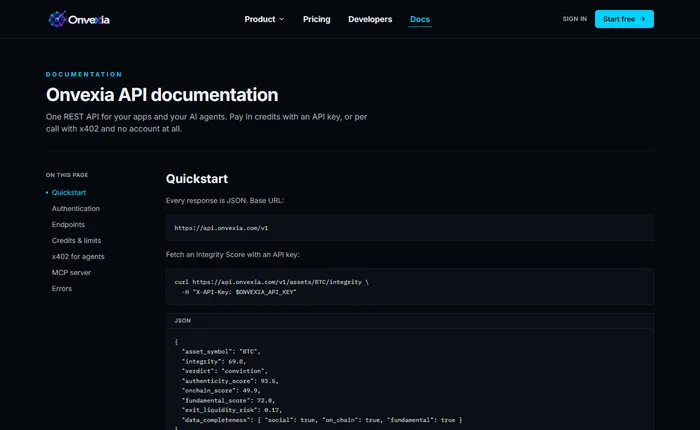 Onvexia
Product
Pricing
Developers
Docs
SIGN IN
Start free →
DOCUMENTATION
Onvexia API documentation
One REST API for your apps and your AI agents. Pay in credits with an API key, or per
call with x402 and no account at all.
ON THIS PAGE
Quickstart
Authentication
Endpoints
Credits & limits
x402 for agents
MCP server
Errors
Quickstart
Every response is JSON. Base URL:
https://api.onvexia.com/v1
Fetch an Integrity Score with an API key:
curl https://api.onvexia.com/v1/assets/BTC/integrity \
-H "X-API-Key: $ONVEXIA_API_KEY"
JSON
{
"asset_symbol": "BTC",
"integrity": 69.8,
"verdict": "conviction",
"authenticity_score": 93.5,
"onchain_score": 49.9,
"fundamental_score": 72.0,
"exit_liquidity_risk": 0.17,
"data_completeness": { "social": true, "on_chain": true, "fundamental": true }